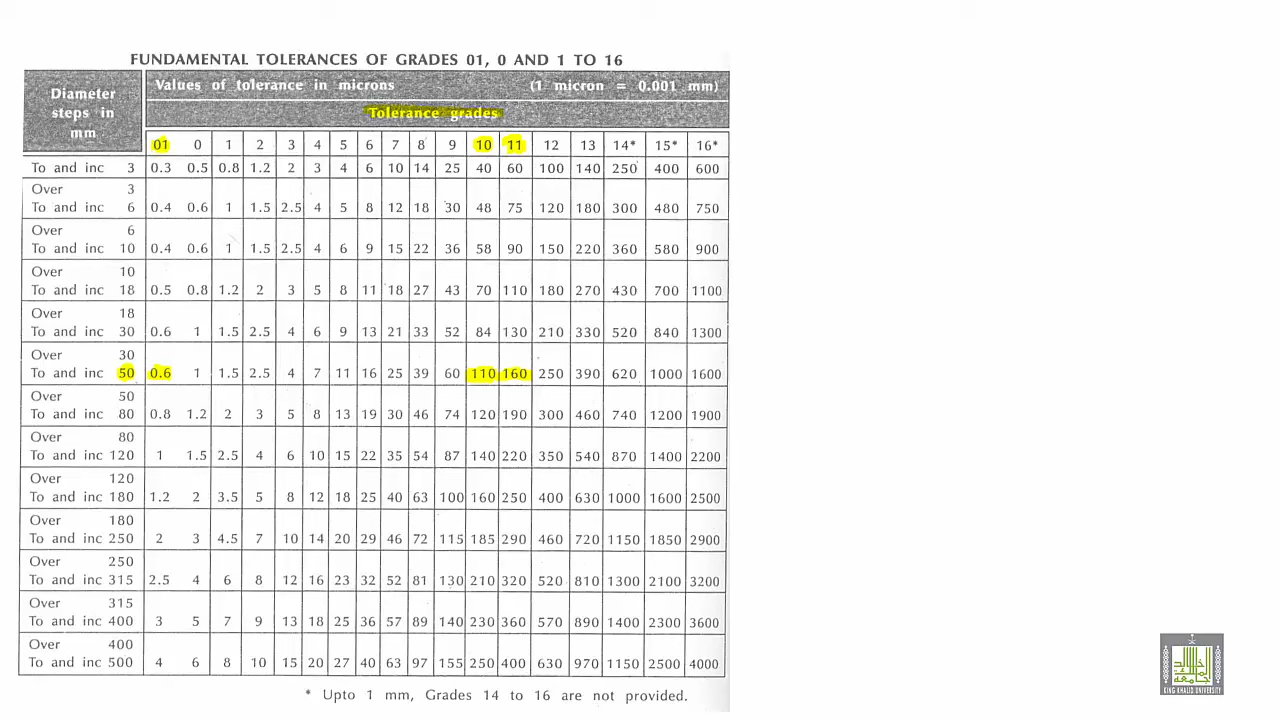 FUNDAMENTAL TOLERANCES OF GRADES 01, 0 AND 1 TO 16
Diameter steps in mm
Values of tolerance in microns (1 micron = 0.001 mm)
Tolerance grades
01 0 1 2 3 4 5 6 7 8 9 10 11 12 13 14* 15* 16*
To and inc 3 0.3 0.5 0.8 1.2 2 3 4 6 10 14 25 40 60 100 140 250 400 600
Over 3
To and inc 6 0.4 0.6 1 1.5 2.5 4 5 8 12 18 30 48 75 120 180 300 480 750
Over 6
To and inc 10 0.4 0.6 1 1.5 2.5 4 6 9 15 22 36 58 90 150 220 360 580 900
Over 10
To and inc 18 0.5 0.8 1.2 2 3 5 8 11 18 27 43 70 110 180 270 430 700 1100
Over 18
To and inc 30 0.6 1 1.5 2.5 4 6 9 13 21 33 52 84 130 210 330 520 840 1300
Over 30
To and inc 50 0.6 1 1.5 2.5 4 7 11 16 25 39 60 110 160 250 390 620 1000 1600
Over 50
To and inc 80 0.8 1.2 2 3 5 8 13 19 30 46 74 120 190 300 460 740 1200 1900
Over 80
To and inc 120 1 1.5 2.5 4 6 10 15 22 35 54 87 140 220 350 540 870 1400 2200
Over 120
To and inc 180 1.2 2 3.5 5 8 12 18 25 40 63 100 160 250 400 630 1000 1600 2500
Over 180
To and inc 250 2 3 4.5 7 10 14 20 29 46 72 115 185 290 460 720 1150 1850 2900
Over 250
To and inc 315 2.5 4 6 8 12 16 23 32 52 81 130 210 320 520 810 1300 2100 3200
Over 315
To and inc 400 3 5 7 9 13 18 25 36 57 89 140 230 360 570 890 1400 2300 3600
Over 400
To and inc 500 4 6 8 10 15 20 27 40 63 97 155 250 400 630 970 1150 2500 4000
* Upto 1 mm, Grades 14 to 16 are not provided.
KING KHALID UNIVERSITY